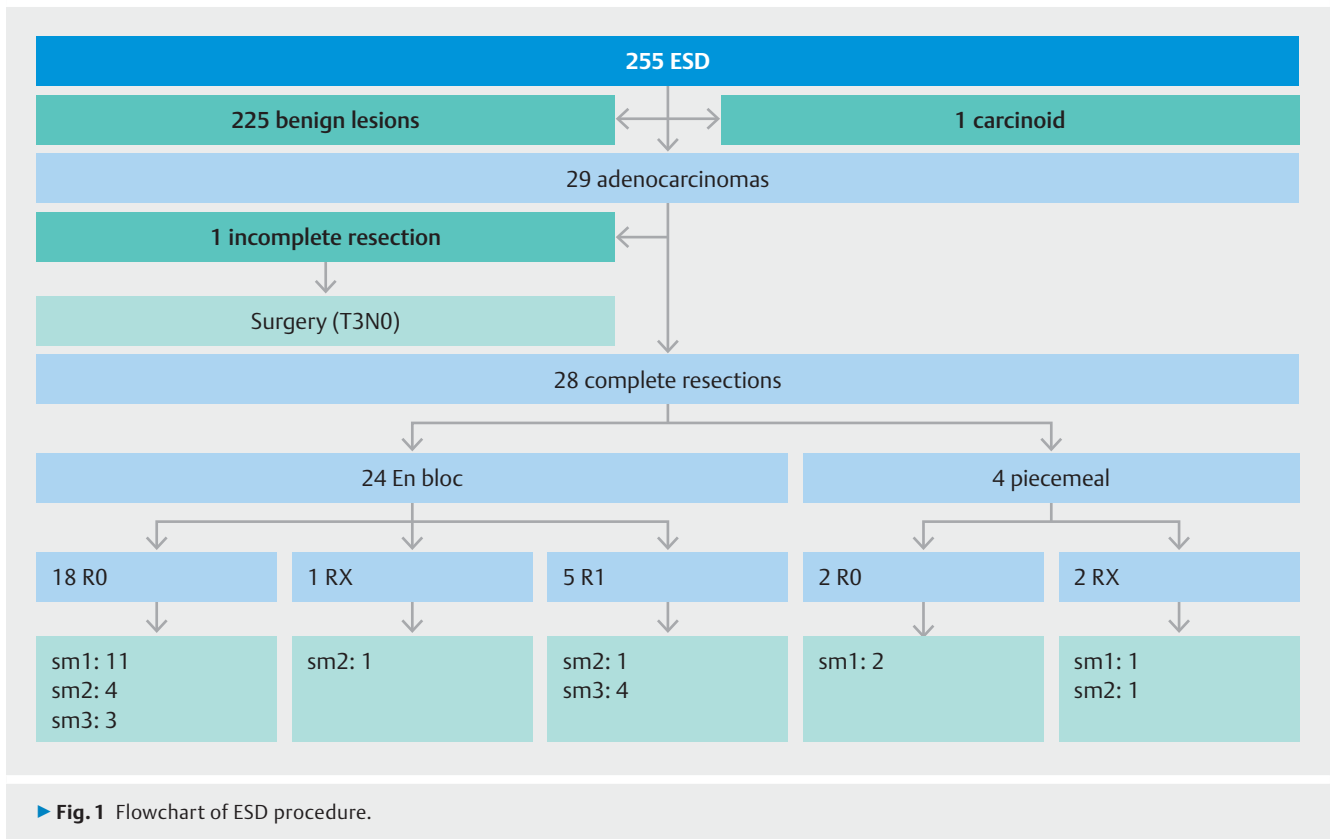 255 ESD
225 benign lesions
1 carcinoid
29 adenocarcinomas
1 incomplete resection
Surgery (T3N0)
28 complete resections
24 En bloc
4 piecemeal
18 R0
1 RX
5 R1
2 R0
2 RX
sm1: 11
sm2: 4
sm3: 3
sm2: 1
sm2: 1
sm3: 4
sm1: 2
sm1: 1
sm2: 1
▶ Fig. 1 Flowchart of ESD procedure.